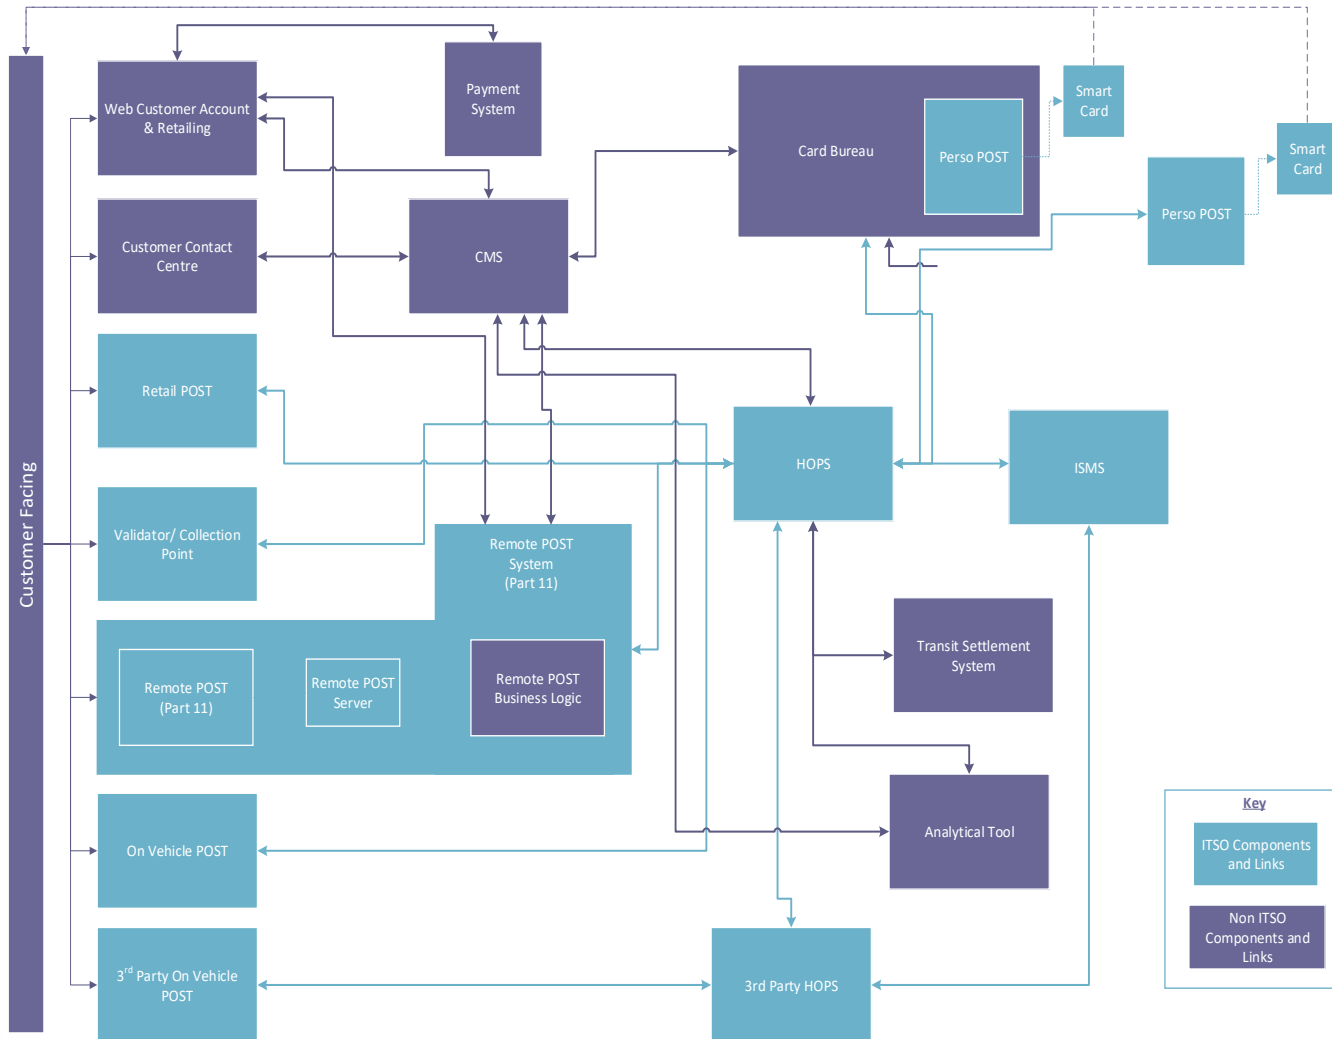 Customer Facing
Web Customer Account
& Retailing
Payment
System
Card Bureau
Perso POST
Smart
Card
Smart
Card
Perso POST
Customer Contact
Centre
CMS
Retail POST
HOPS
ISMS
Validator/ Collection
Point
Remote POST
System
(Part 11)
Remote POST
(Part 11)
Remote POST
Server
Remote POST
Business Logic
Transit Settlement
System
On Vehicle POST
Analytical Tool
3rd Party On Vehicle
POST
3rd Party HOPS
Key
ITSO Components
and Links
Non ITSO
Components and
Links